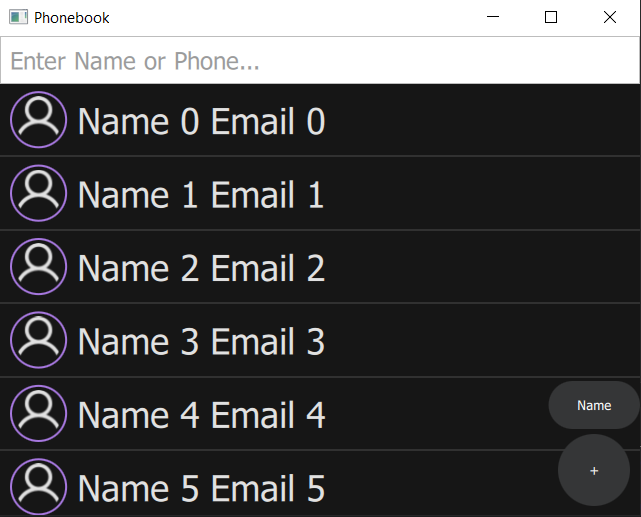 Phonebook
Enter Name or Phone...
Name 0 Email 0
Name 1 Email 1
Name 2 Email 2
Name 3 Email 3
Name 4 Email 4
Name
Name 5 Email 5
+